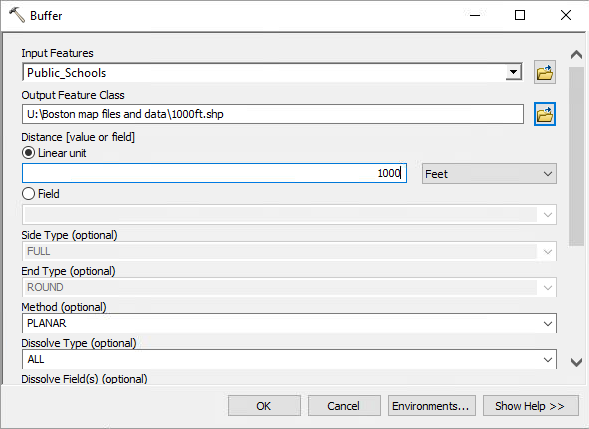 Buffer
Input Features
Public_Schools
Output Feature Class
U:\Boston map files and data\1000ft.shp
Distance [value or field]
Linear unit
1000 Feet
Field
Side Type (optional)
FULL
End Type (optional)
ROUND
Method (optional)
PLANAR
Dissolve Type (optional)
ALL
Dissolve Field(s) (optional)
OK Cancel Environments... Show Help >>